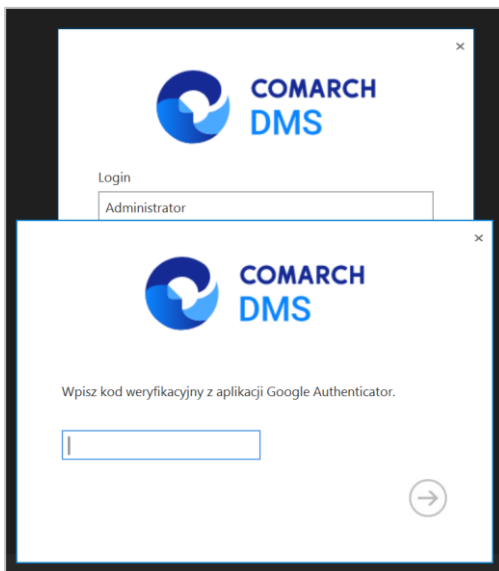 COMARCH
DMS
Login
Administrator
COMARCH
DMS
Wpisz kod weryfikacyjny z aplikacji Google Authenticator.